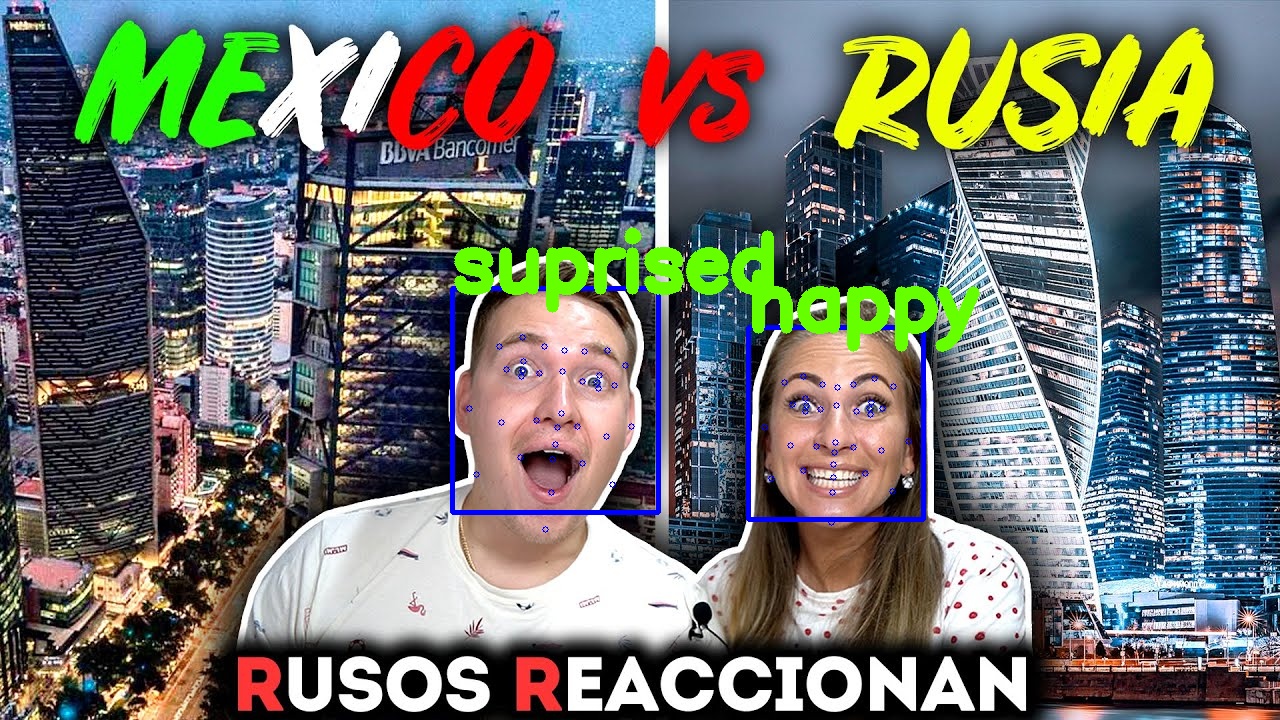 MEXICO VS RUSIA
BBVA Bancomer
suprised
happy
RUSOS REACCIONAN